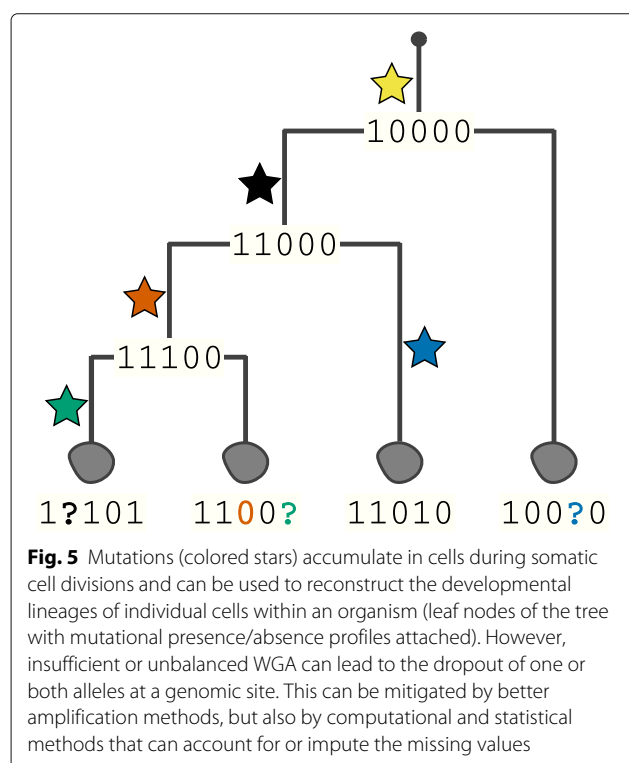 10000
11000
11100
1?101 1100? 11010 100?0
Fig. 5 Mutations (colored stars) accumulate in cells during somatic
cell divisions and can be used to reconstruct the developmental
lineages of individual cells within an organism (leaf nodes of the tree
with mutational presence/absence profiles attached). However,
insufficient or unbalanced WGA can lead to the dropout of one or
both alleles at a genomic site. This can be mitigated by better
amplification methods, but also by computational and statistical
methods that can account for or impute the missing values